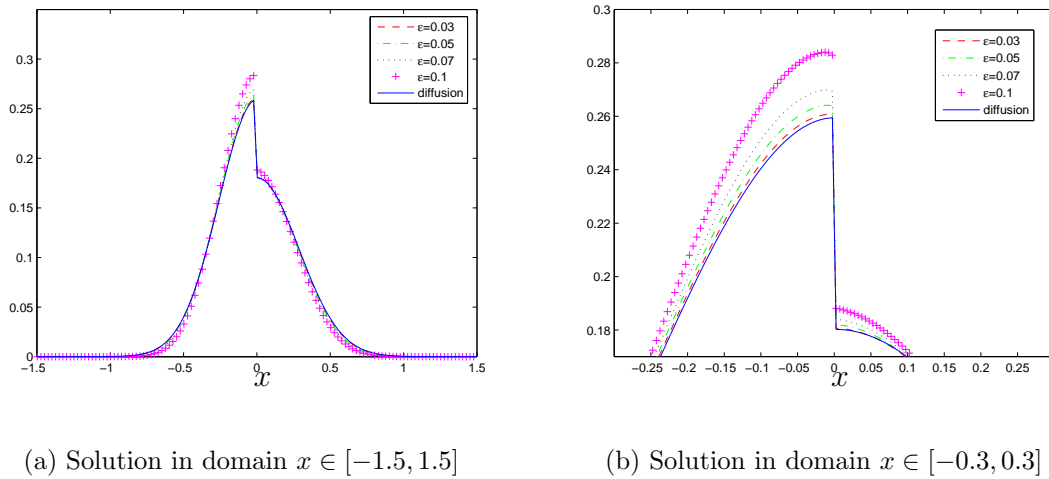 0.35
0.3
0.25
0.2
0.15
0.1
0.05
0
−1.5 −1 −0.5 0 0.5 1 1.5
x
ε=0.03
ε=0.05
ε=0.07
ε=0.1
diffusion
(a) Solution in domain x ∈ [−1.5, 1.5]
0.3
0.28
0.26
0.24
0.22
0.2
0.18
−0.25 −0.2 −0.15 −0.1 −0.05 0 0.05 0.1 0.15 0.2 0.25
x
ε=0.03
ε=0.05
ε=0.07
ε=0.1
diffusion
(b) Solution in domain x ∈ [−0.3, 0.3]